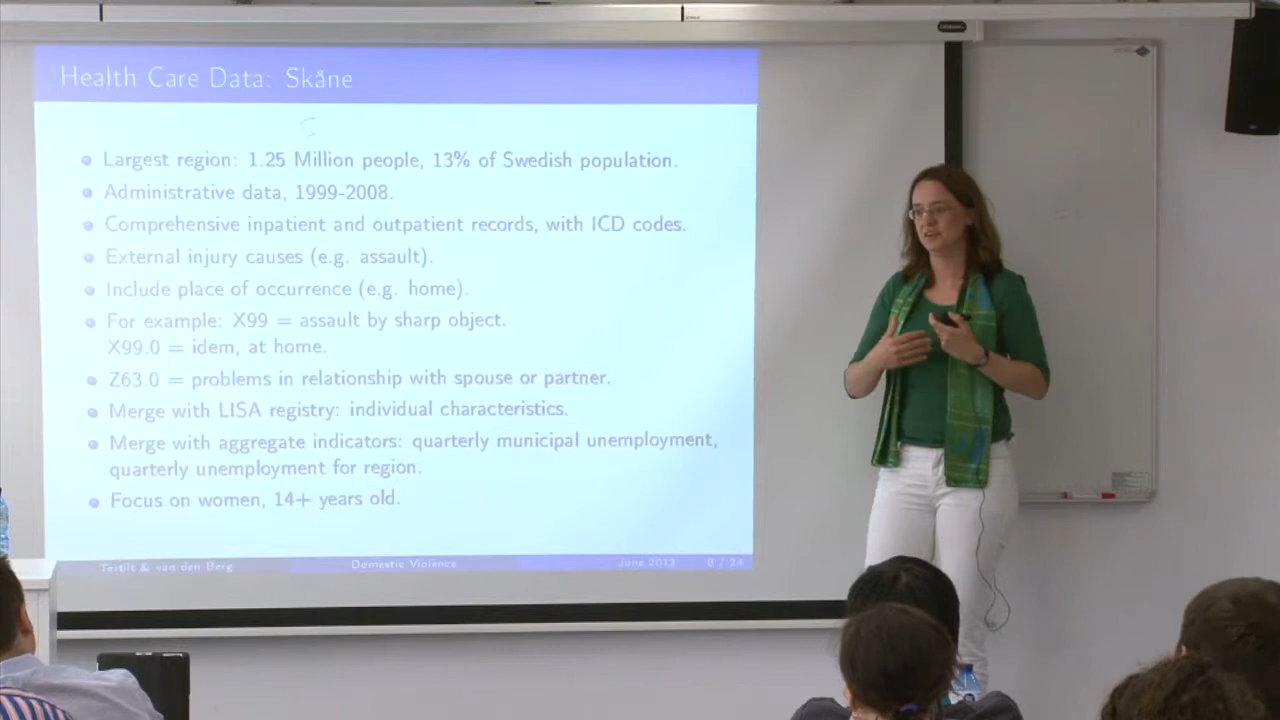 Health Care Data: Skåne
Largest region: 1.25 Million people, 13% of Swedish population.
Administrative data, 1999-2008.
Comprehensive inpatient and outpatient records, with ICD codes.
External injury causes (e.g. assault).
Include place of occurrence (e.g. home).
For example: X99 = assault by sharp object.
X99.0 = idem, at home.
Z63.0 = problems in relationship with spouse or partner.
Merge with LISA registry: individual characteristics.
Merge with aggregate indicators: quarterly municipal unemployment,
quarterly unemployment for region.
Focus on women, 14+ years old.
Tertilt & van den Berg Domestic Violence June 2013 8 / 24